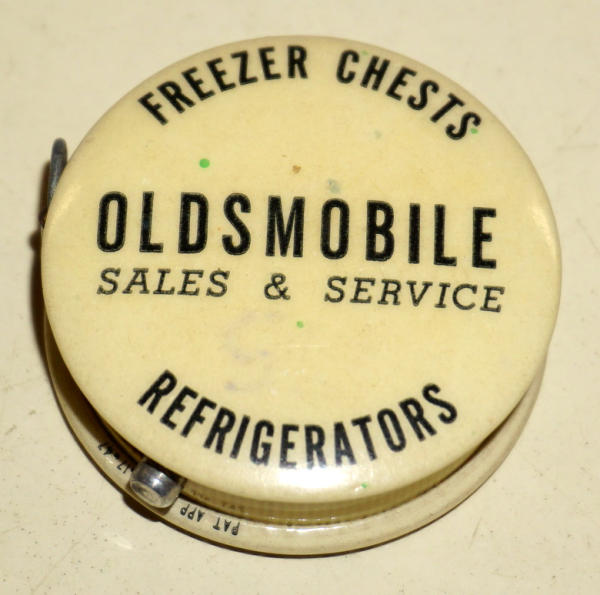 FREEZER CHESTS
OLDSMOBILE
SALES & SERVICE
REFRIGERATORS
PAT APP